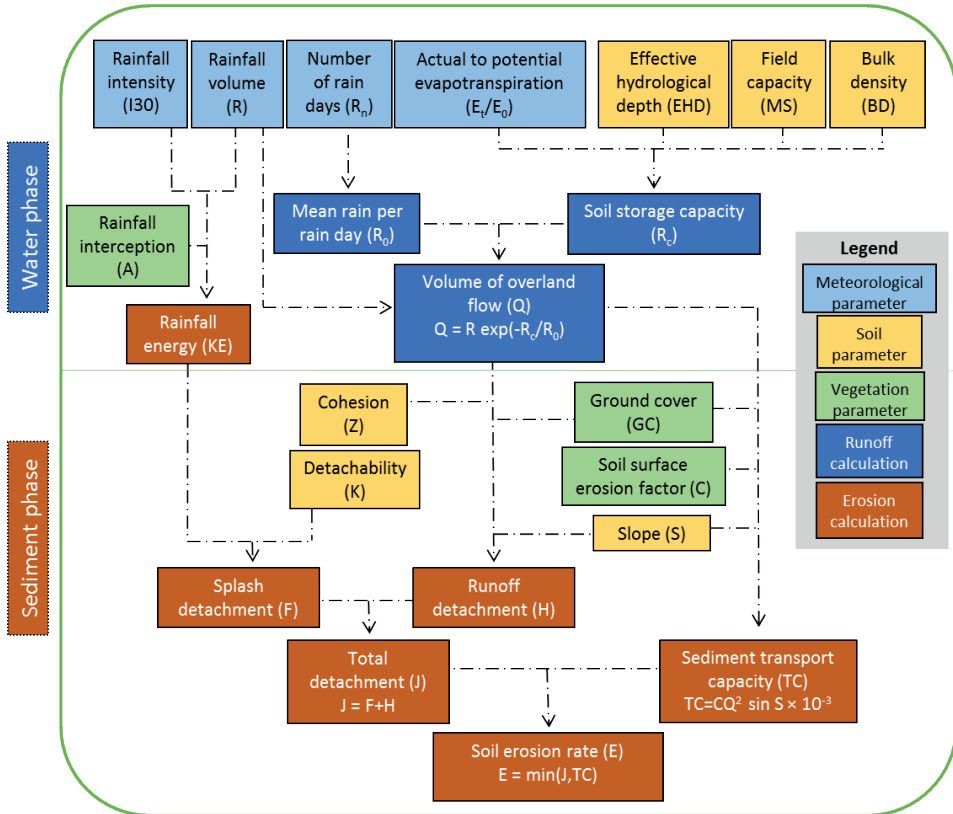 Rainfall
intensity
(I30)
Rainfall
volume
(R)
Number
of rain
days (Rₙ)
Actual to potential
evapotranspiration
(Eₜ/E₀)
Effective
hydrological
depth (EHD)
Field
capacity
(MS)
Bulk
density
(BD)
Water phase
Mean rain per
rain day (R₀)
Soil storage capacity
(R꜀)
Rainfall
interception
(A)
Volume of overland
flow (Q)
Q = R exp(-R꜀/R₀)
Rainfall
energy (KE)
Legend
Meteorological
parameter
Soil
parameter
Vegetation
parameter
Runoff
calculation
Erosion
calculation
Sediment phase
Cohesion
(Z)
Ground cover
(GC)
Detachability
(K)
Soil surface
erosion factor (C)
Slope (S)
Splash
detachment (F)
Runoff
detachment (H)
Total
detachment (J)
J = F+H
Sediment transport
capacity (TC)
TC=CQ² sin S × 10⁻³
Soil erosion rate (E)
E = min(J,TC)